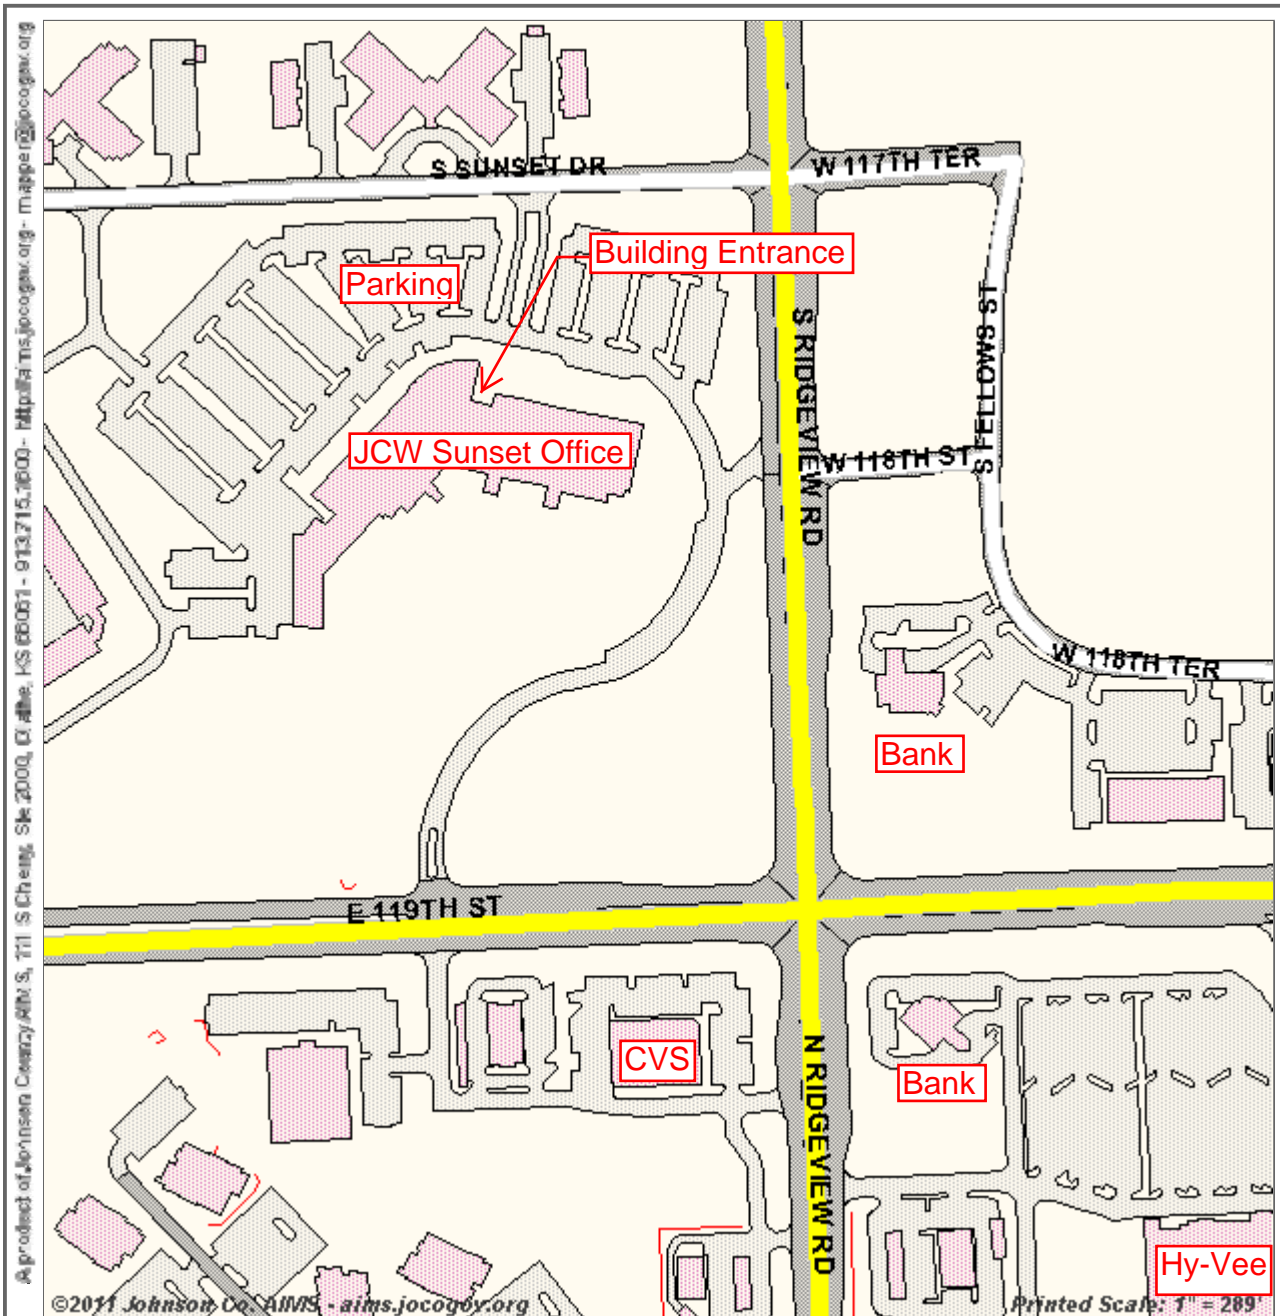 S SUNSET DR
W 117TH TER
Building Entrance
Parking
S RIDGEVIEW RD
S FELLOWS ST
JCW Sunset Office
W 118TH ST
W 118TH TER
Bank
E 119TH ST
CVS
Bank
N RIDGEVIEW RD
Hy-Vee
©2011 Johnson Co. AIMS - aims.jocogov.org
Printed Scale: 1" = 289'